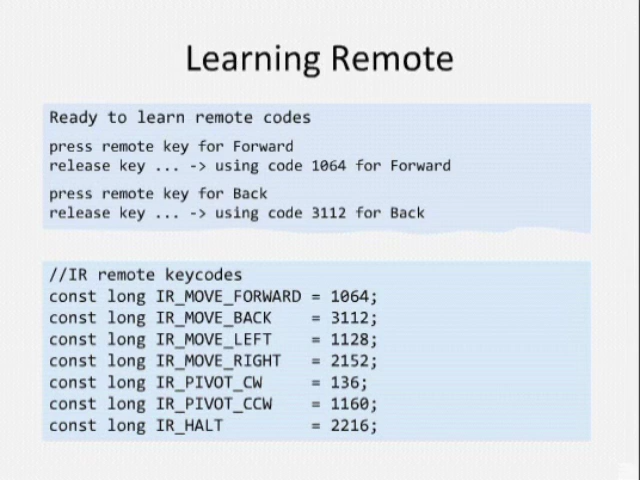 Learning Remote
Ready to learn remote codes
press remote key for Forward
release key ... -> using code 1064 for Forward
press remote key for Back
release key ... -> using code 3112 for Back
//IR remote keycodes
const long IR_MOVE_FORWARD = 1064;
const long IR_MOVE_BACK    = 3112;
const long IR_MOVE_LEFT    = 1128;
const long IR_MOVE_RIGHT   = 2152;
const long IR_PIVOT_CW     = 136;
const long IR_PIVOT_CCW    = 1160;
const long IR_HALT         = 2216;